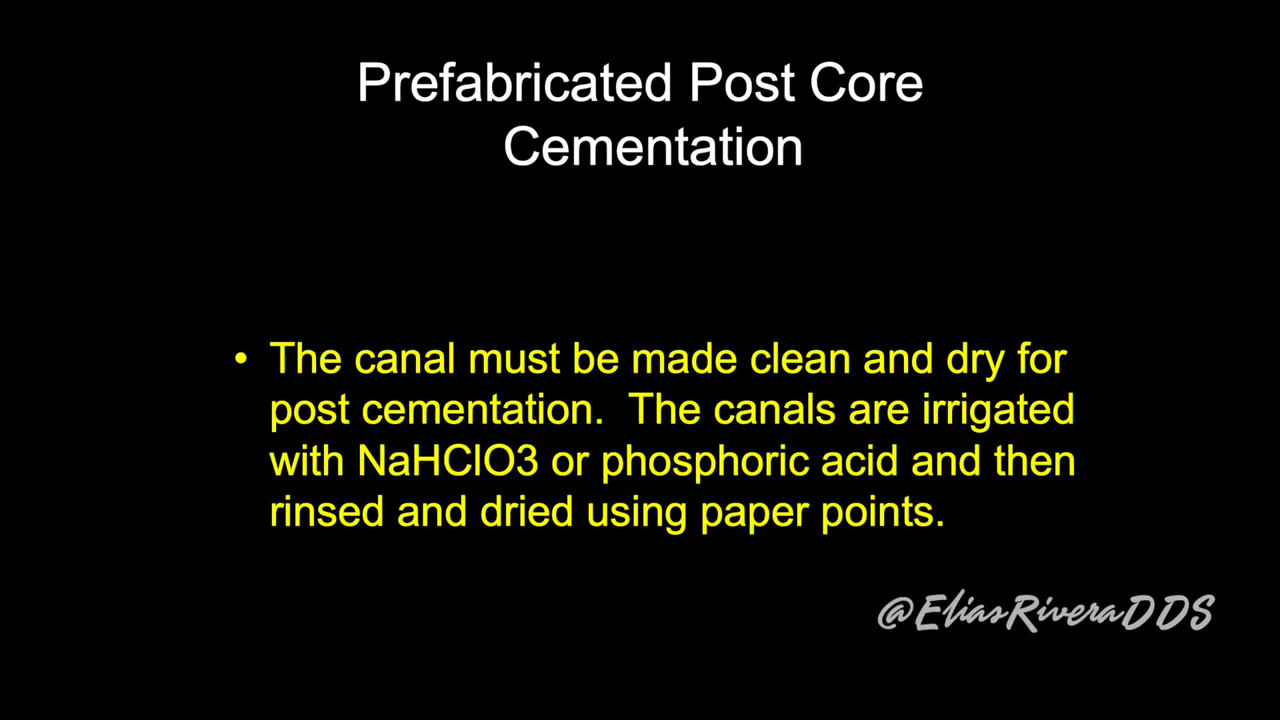 Prefabricated Post Core
Cementation
• The canal must be made clean and dry for
post cementation.  The canals are irrigated
with NaHClO3 or phosphoric acid and then
rinsed and dried using paper points.
@EliasRiveraDDS